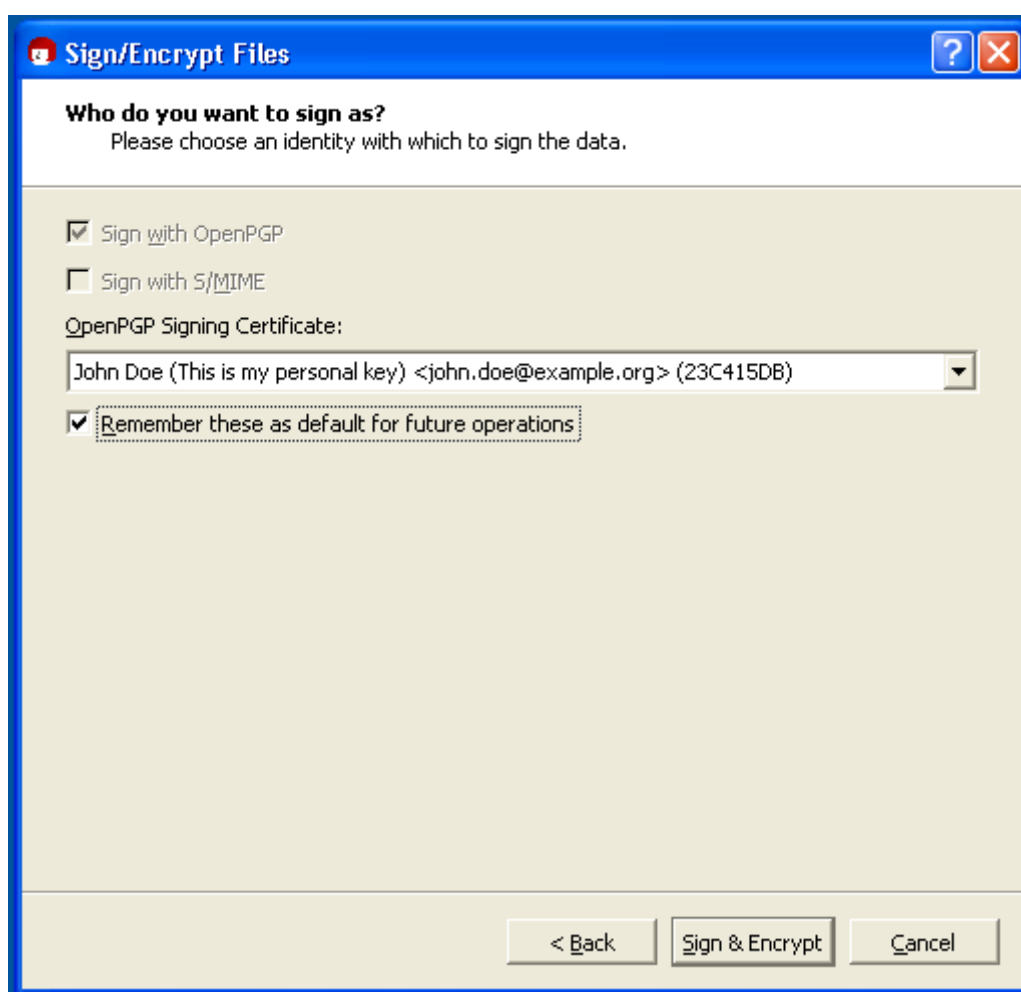 Sign/Encrypt Files
Who do you want to sign as?
Please choose an identity with which to sign the data.
Sign with OpenPGP
Sign with S/MIME
OpenPGP Signing Certificate:
John Doe (This is my personal key) <john.doe@example.org> (23C415DB)
Remember these as default for future operations
< Back Sign & Encrypt Cancel